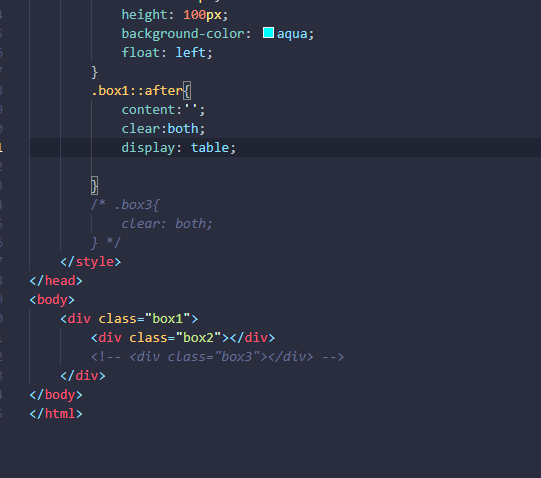 height: 100px;
background-color: aqua;
float: left;
}
.box1::after{
content:'';
clear:both;
display: table;
}
/* .box3{
clear: both;
} */
</style>
</head>
<body>
<div class="box1">
<div class="box2"></div>
<!-- <div class="box3"></div> -->
</div>
</body>
</html>